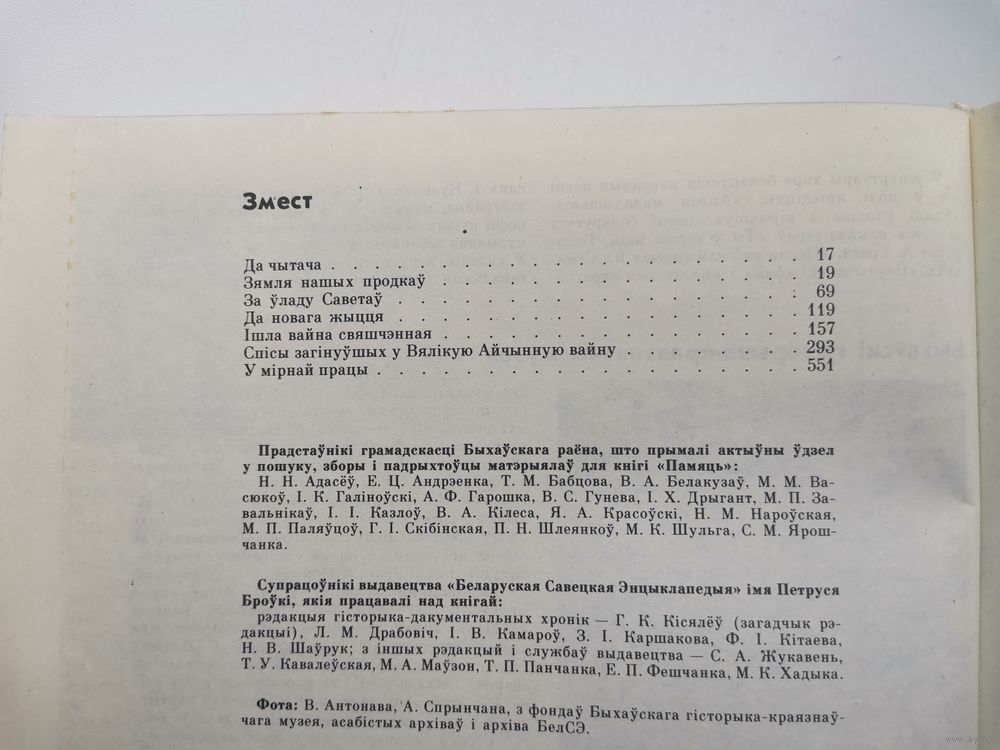 Змест
Да чытача . . . . . . . . . . . . . . . . . . . . . . 17
Зямля нашых продкаў . . . . . . . . . . . . . . . . . 19
За ўладу Саветаў . . . . . . . . . . . . . . . . . . . 69
Да новага жыцця . . . . . . . . . . . . . . . . . . . 119
Ішла вайна свяшчэнная . . . . . . . . . . . . . . . . 157
Спісы загінуўшых у Вялікую Айчынную вайну . . . . . . . . 293
У мірнай працы . . . . . . . . . . . . . . . . . . . 551
Прадстаўнікі грамадскасці Быхаўскага раёна, што прымалі актыўны ўдзел
у пошуку, зборы і падрыхтоўцы матэрыялаў для кнігі «Памяць»:
Н. Н. Адасёў, Е. Ц. Андрэенка, Т. М. Бабцова, В. А. Белакузаў, М. М. Ва-
сюкоў, І. К. Галіноўскі, А. Ф. Гарошка, В. С. Гунева, І. Х. Дрыгант, М. П. За-
вальнікаў, І. І. Казлоў, В. А. Кілеса, Я. А. Красоўскі, Н. М. Нароўская,
М. П. Паляўцоў, Г. І. Скібінская, П. Н. Шлеянкоў, М. К. Шульга, С. М. Ярош-
чанка.
Супрацоўнікі выдавецтва «Беларуская Савецкая Энцыклапедыя» імя Петруся
Броўкі, якія працавалі над кнігай:
рэдакцыя гісторыка-дакументальных хронік — Г. К. Кісялёў (загадчык рэ-
дакцыі), Л. М. Драбовіч, І. В. Камароў, З. І. Каршакова, Ф. І. Кітаева,
Н. В. Шаўрук; з іншых рэдакцый і службаў выдавецтва — С. А. Жукавень,
Т. У. Кавалеўская, М. А. Маўзон, Т. П. Панчанка, Е. П. Фешчанка, М. К. Хадыка.
Фота: В. Антонава, А. Спрынчана, з фондаў Быхаўскага гісторыка-краязнаў-
чага музея, асабістых архіваў і архіва БелСЭ.